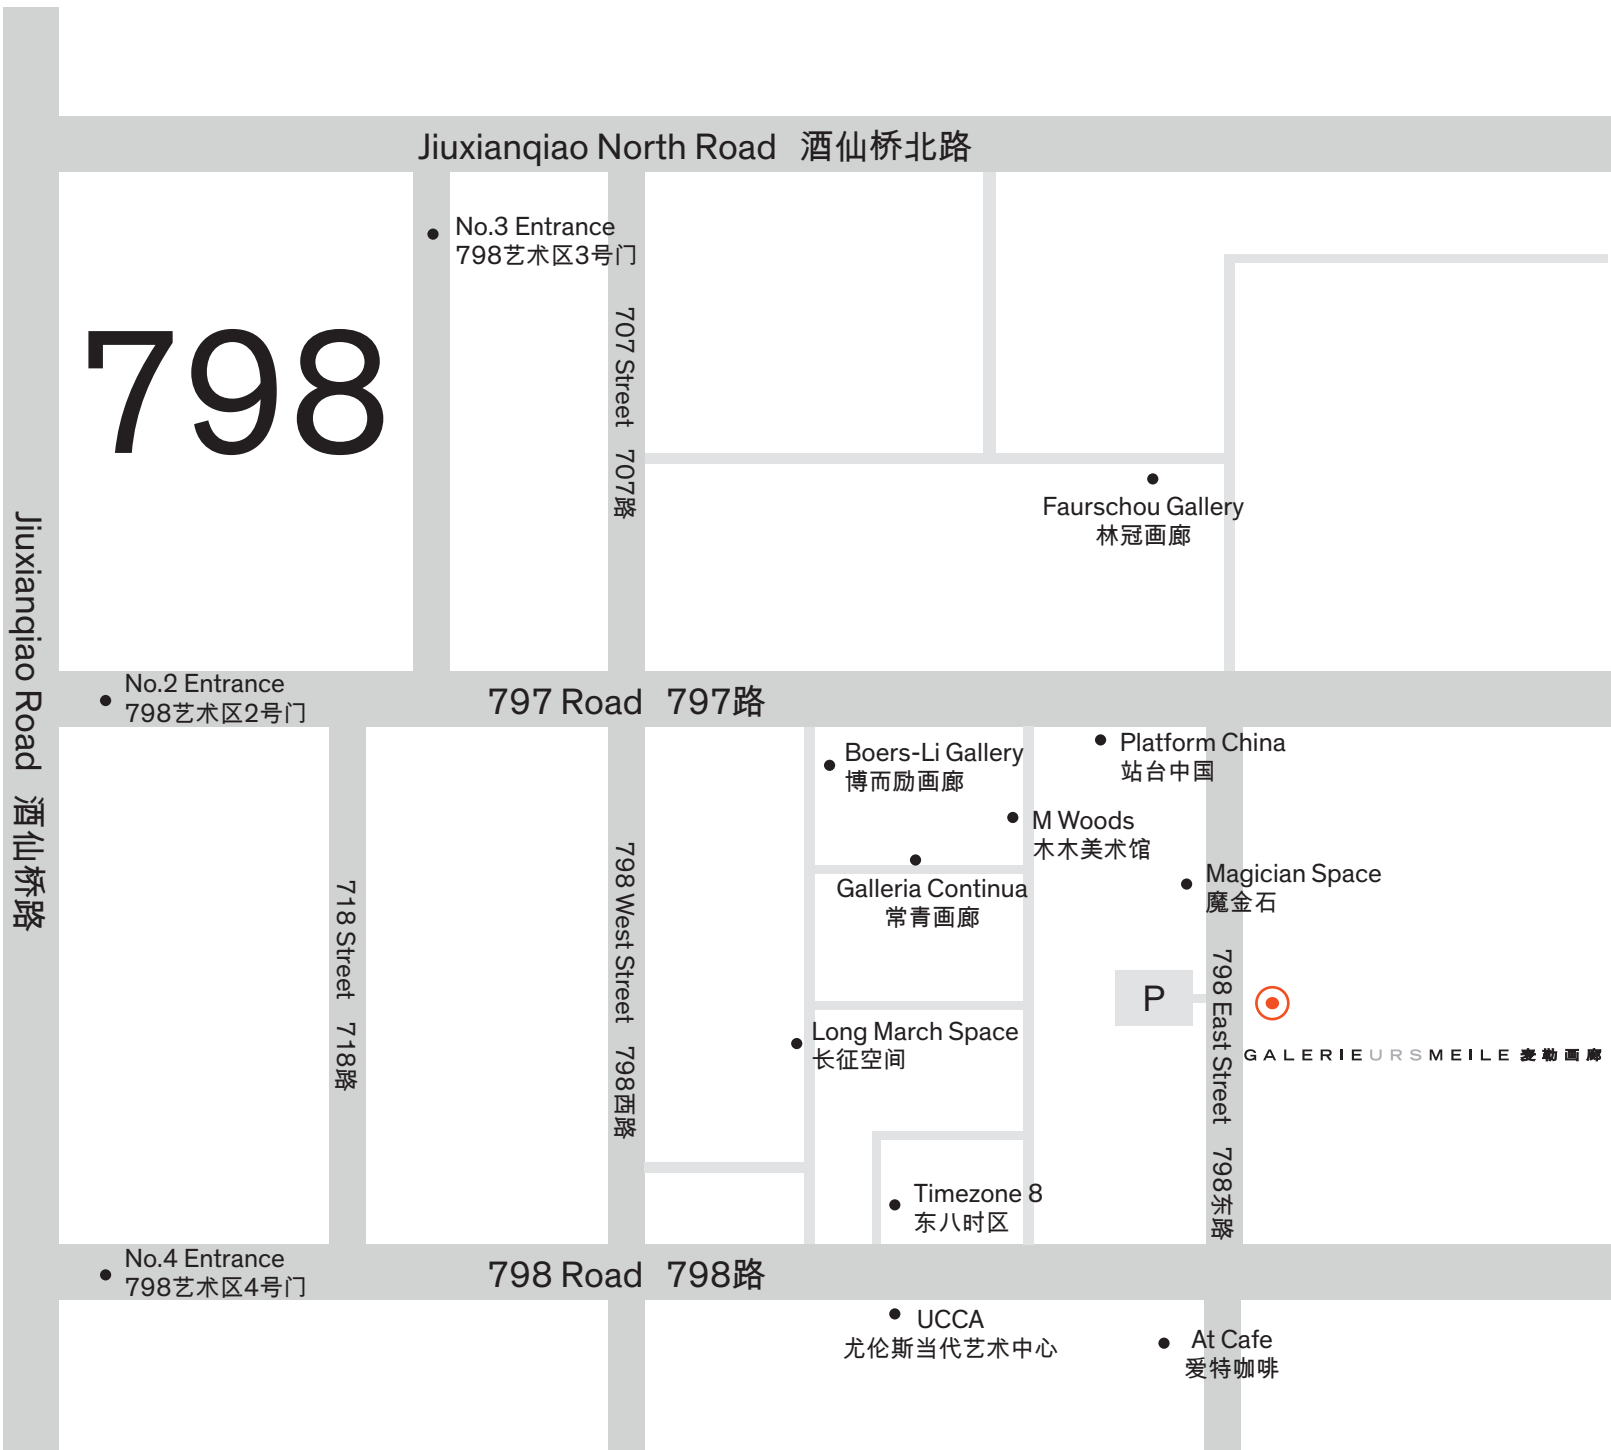 Jiuxianqiao North Road 酒仙桥北路
No.3 Entrance
798艺术区3号门
798
707 Street 707路
Faurschou Gallery
林冠画廊
Jiuxianqiao Road 酒仙桥路
No.2 Entrance
798艺术区2号门
797 Road 797路
Boers-Li Gallery
博而励画廊
Platform China
站台中国
M Woods
木木美术馆
Galleria Continua
常青画廊
Magician Space
魔金石
718 Street 718路
798 West Street 798西路
798 East Street 798东路
P
Long March Space
长征空间
GALERIEURSMEILE 麦勒画廊
Timezone 8
东八时区
No.4 Entrance
798艺术区4号门
798 Road 798路
UCCA
尤伦斯当代艺术中心
At Cafe
爱特咖啡